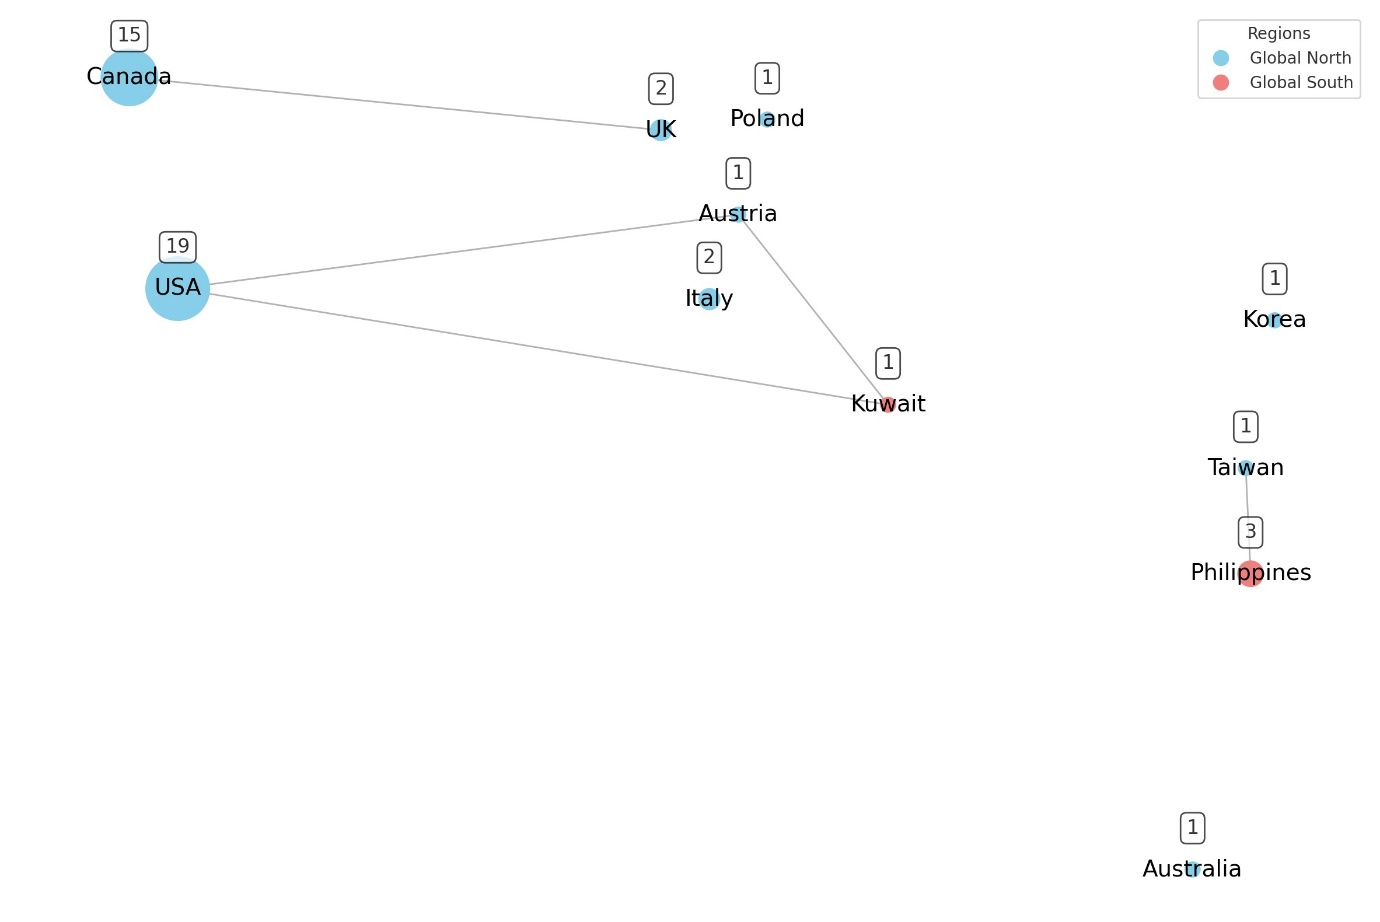 15
Canada
2
UK
1
Poland
Regions
Global North
Global South
1
Austria
19
USA
2
Italy
1
Korea
1
Kuwait
1
Taiwan
3
Philippines
1
Australia